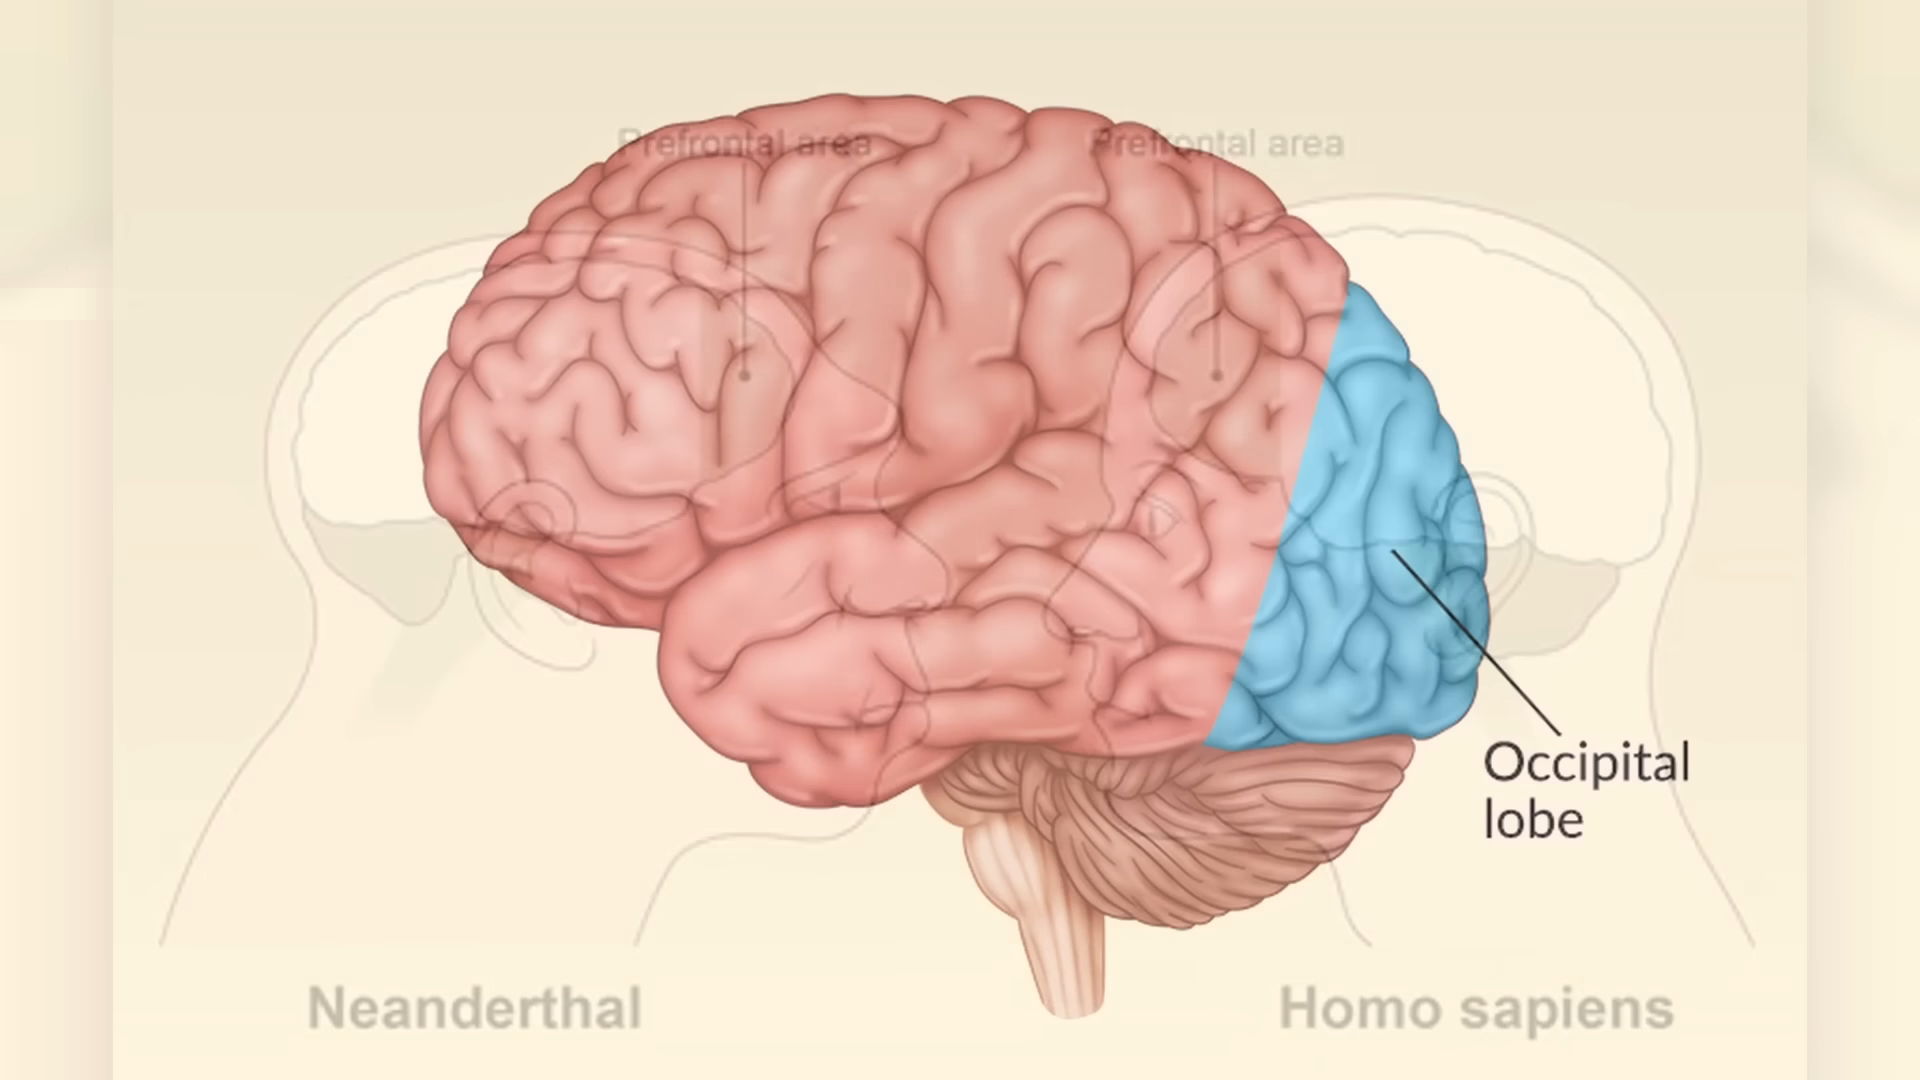 Prefrontal area
Prefrontal area
Occipital
lobe
Neanderthal
Homo sapiens